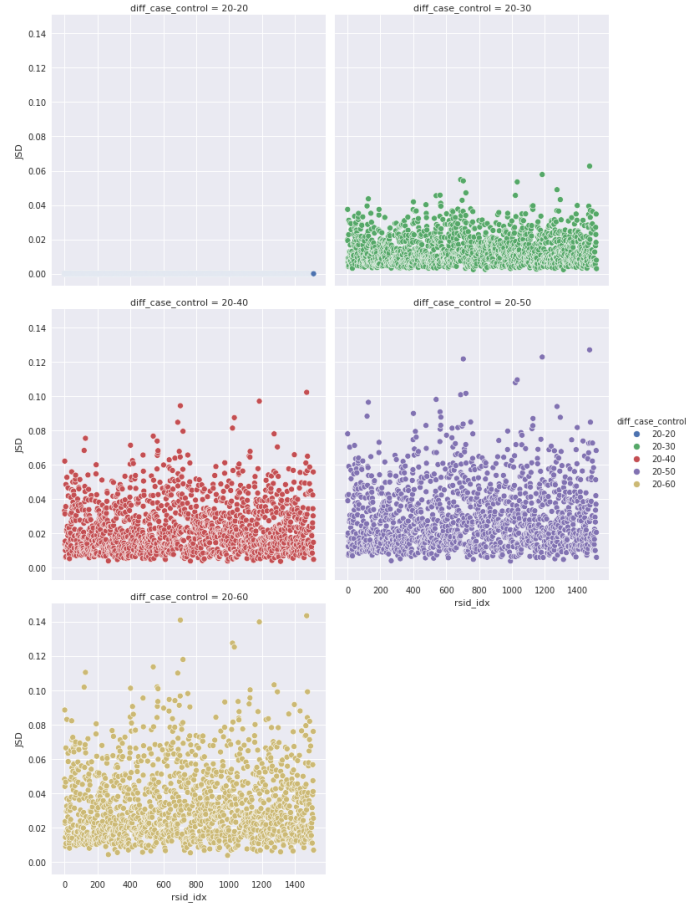 diff_case_control = 20-20
diff_case_control = 20-30
0.14
0.12
0.10
0.08
0.06
0.04
0.02
0.00
JSD
diff_case_control = 20-40
diff_case_control = 20-50
0.14
0.12
0.10
0.08
0.06
0.04
0.02
0.00
JSD
0 200 400 600 800 1000 1200 1400
rsid_idx
diff_case_control
20-20
20-30
20-40
20-50
20-60
diff_case_control = 20-60
0.14
0.12
0.10
0.08
0.06
0.04
0.02
0.00
JSD
0 200 400 600 800 1000 1200 1400
rsid_idx